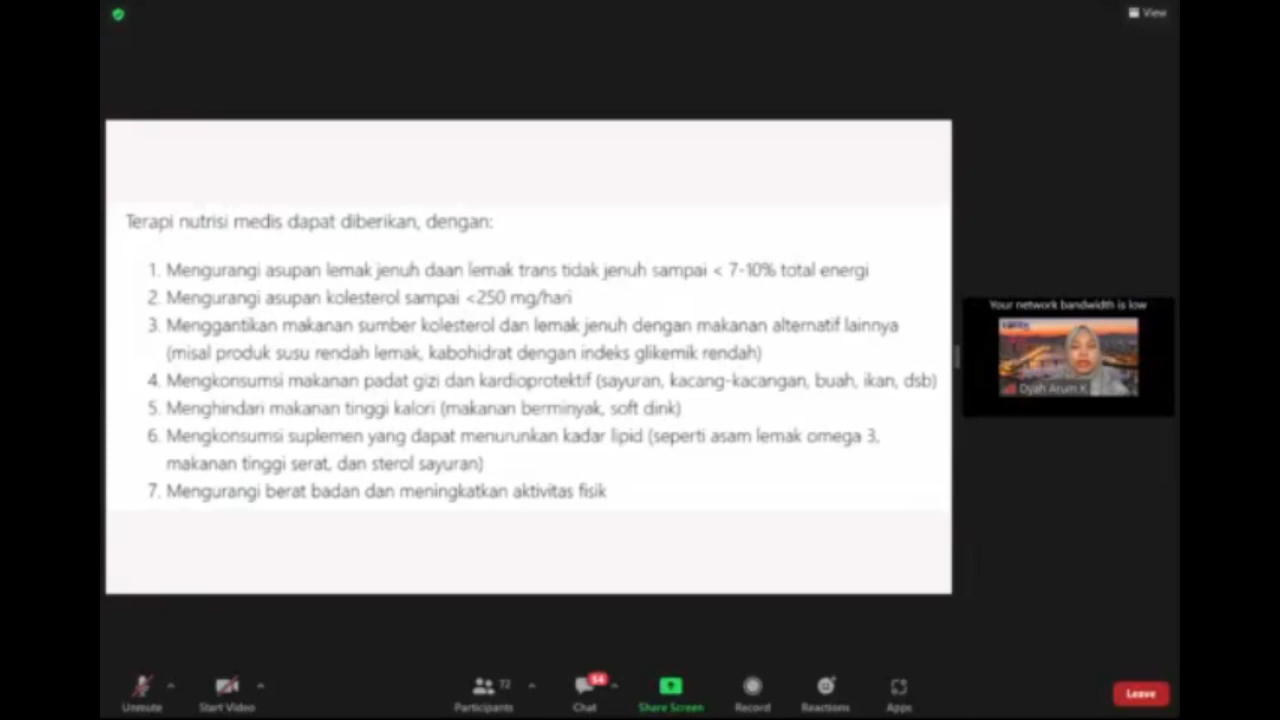 View
Terapi nutrisi medis dapat diberikan, dengan:
1. Mengurangi asupan lemak jenuh daan lemak trans tidak jenuh sampai < 7-10% total energi
2. Mengurangi asupan kolesterol sampai <250 mg/hari
3. Menggantikan makanan sumber kolesterol dan lemak jenuh dengan makanan alternatif lainnya
(misal produk susu rendah lemak, kabohidrat dengan indeks glikemik rendah)
4. Mengkonsumsi makanan padat gizi dan kardioprotektif (sayuran, kacang-kacangan, buah, ikan, dsb)
5. Menghindari makanan tinggi kalori (makanan berminyak, soft dink)
6. Mengkonsumsi suplemen yang dapat menurunkan kadar lipid (seperti asam lemak omega 3,
makanan tinggi serat, dan sterol sayuran)
7. Mengurangi berat badan dan meningkatkan aktivitas fisik
Your network bandwidth is low
Dyah Arum K
72
54
Unmute
Start Video
Participants
Chat
Share Screen
Record
Reactions
Apps
Leave